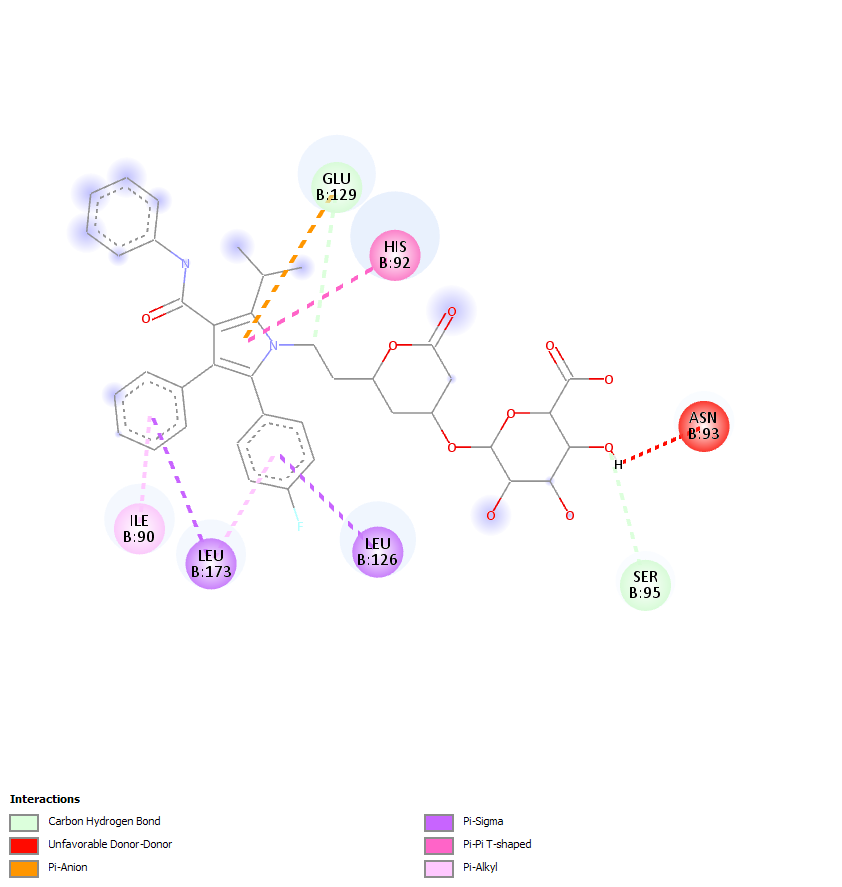 GLU
B:129
HIS
B:92
N
O
O
O
O
N
O
O
O
ASN
B:93
O
O
H
O
O
F
ILE
B:90
LEU
B:173
LEU
B:126
SER
B:95
Interactions
Carbon Hydrogen Bond
Unfavorable Donor-Donor
Pi-Anion
Pi-Sigma
Pi-Pi T-shaped
Pi-Alkyl